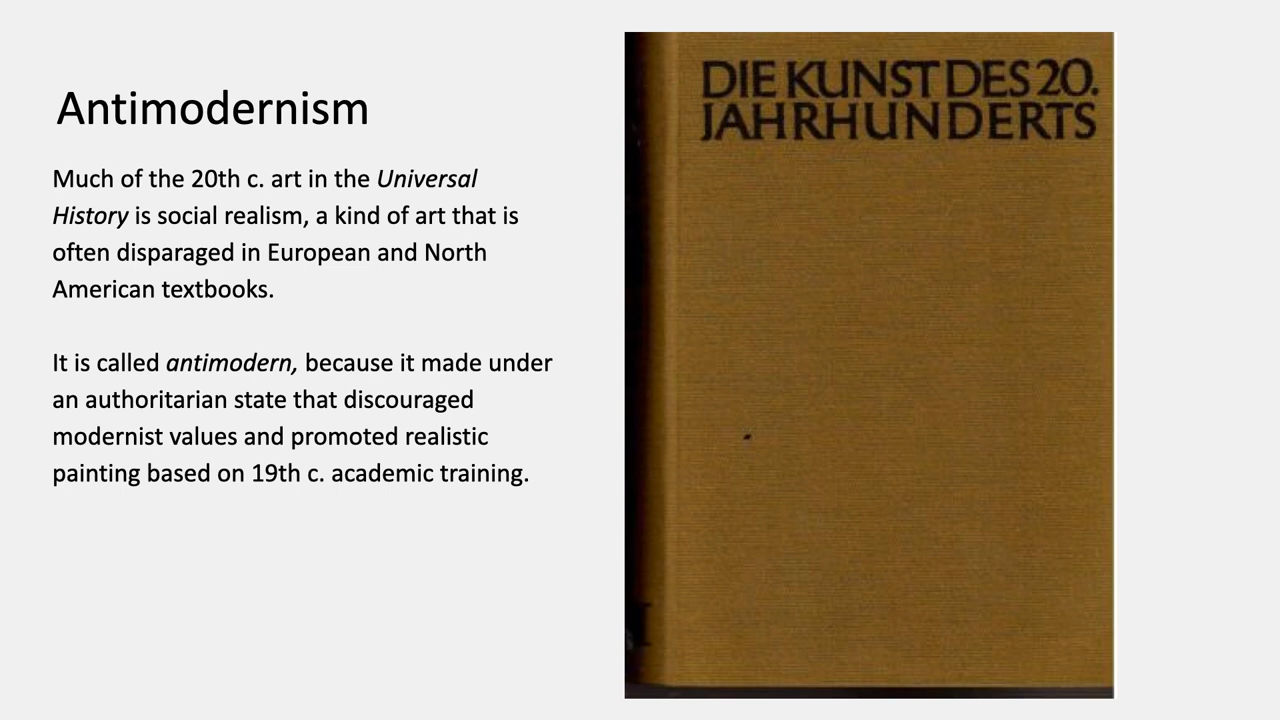 Antimodernism
Much of the 20th c. art in the Universal
History is social realism, a kind of art that is
often disparaged in European and North
American textbooks.
It is called antimodern, because it made under
an authoritarian state that discouraged
modernist values and promoted realistic
painting based on 19th c. academic training.
DIE KUNST DES 20.
JAHRHUNDERTS